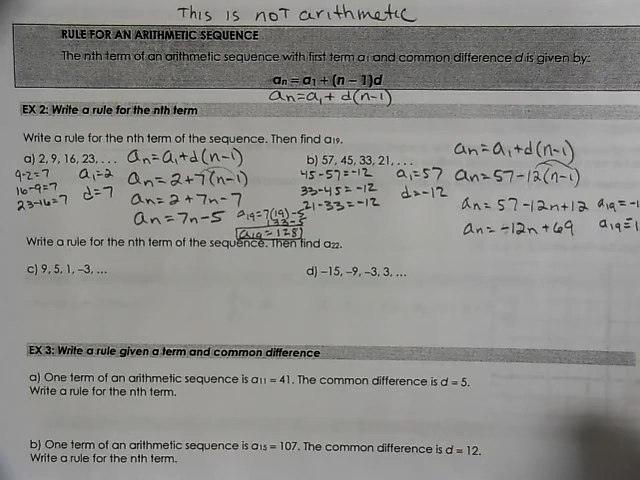 This is not arithmetic
RULE FOR AN ARITHMETIC SEQUENCE
The nth term of an arithmetic sequence with first term a1 and common difference d is given by:
an = a1 + (n – 1)d
an=a1+d(n-1)
EX 2: Write a rule for the nth term
Write a rule for the nth term of the sequence. Then find a19.
a) 2, 9, 16, 23, . . .
an=a1+d(n-1)
9-2=7
16-9=7
23-16=7
a1=2
d=7
an=2+7(n-1)
an=2+7n-7
an=7n-5
a19=7(19)-5
133-5
a19=128
b) 57, 45, 33, 21, . . .
an=a1+d(n-1)
45-57=-12
33-45=-12
21-33=-12
a1=57
d=-12
an=57-12(n-1)
an=57-12n+12
an=-12n+69
a19=-1
a19=1
Write a rule for the nth term of the sequence. Then find a22.
c) 9, 5, 1, –3, ...
d) –15, –9, –3, 3, ...
EX 3: Write a rule given a term and common difference
a) One term of an arithmetic sequence is a11 = 41. The common difference is d = 5.
Write a rule for the nth term.
b) One term of an arithmetic sequence is a15 = 107. The common difference is d = 12.
Write a rule for the nth term.